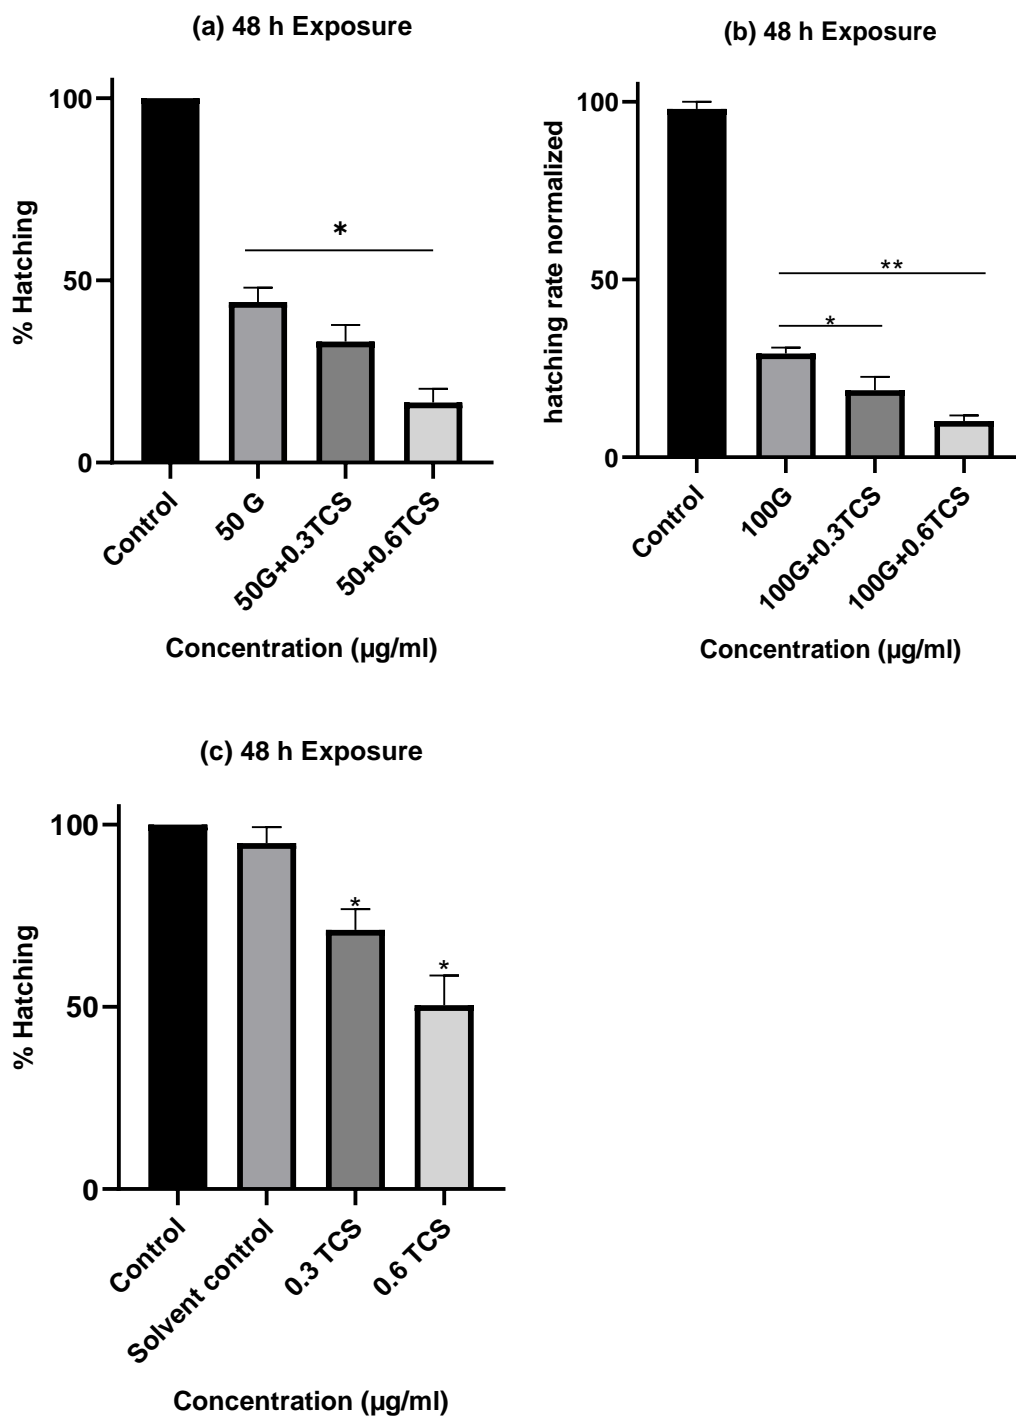 (a) 48 h Exposure
% Hatching
100
50
0
*
Control
50 G
50G+0.3TCS
50+0.6TCS
Concentration (µg/ml)
(b) 48 h Exposure
hatching rate normalized
100
50
0
**
*
Control
100G
100G+0.3TCS
100G+0.6TCS
Concentration (µg/ml)
(c) 48 h Exposure
% Hatching
100
50
0
*
*
Control
Solvent control
0.3 TCS
0.6 TCS
Concentration (µg/ml)